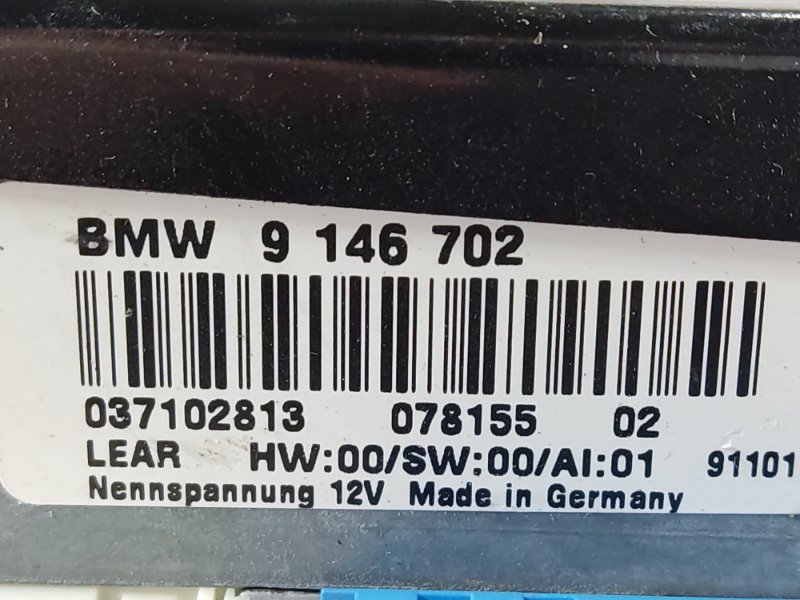 BMW 9 146 702
037102813 078155 02
LEAR HW:00/SW:00/AI:01 91101
Nennspannung 12V Made in Germany